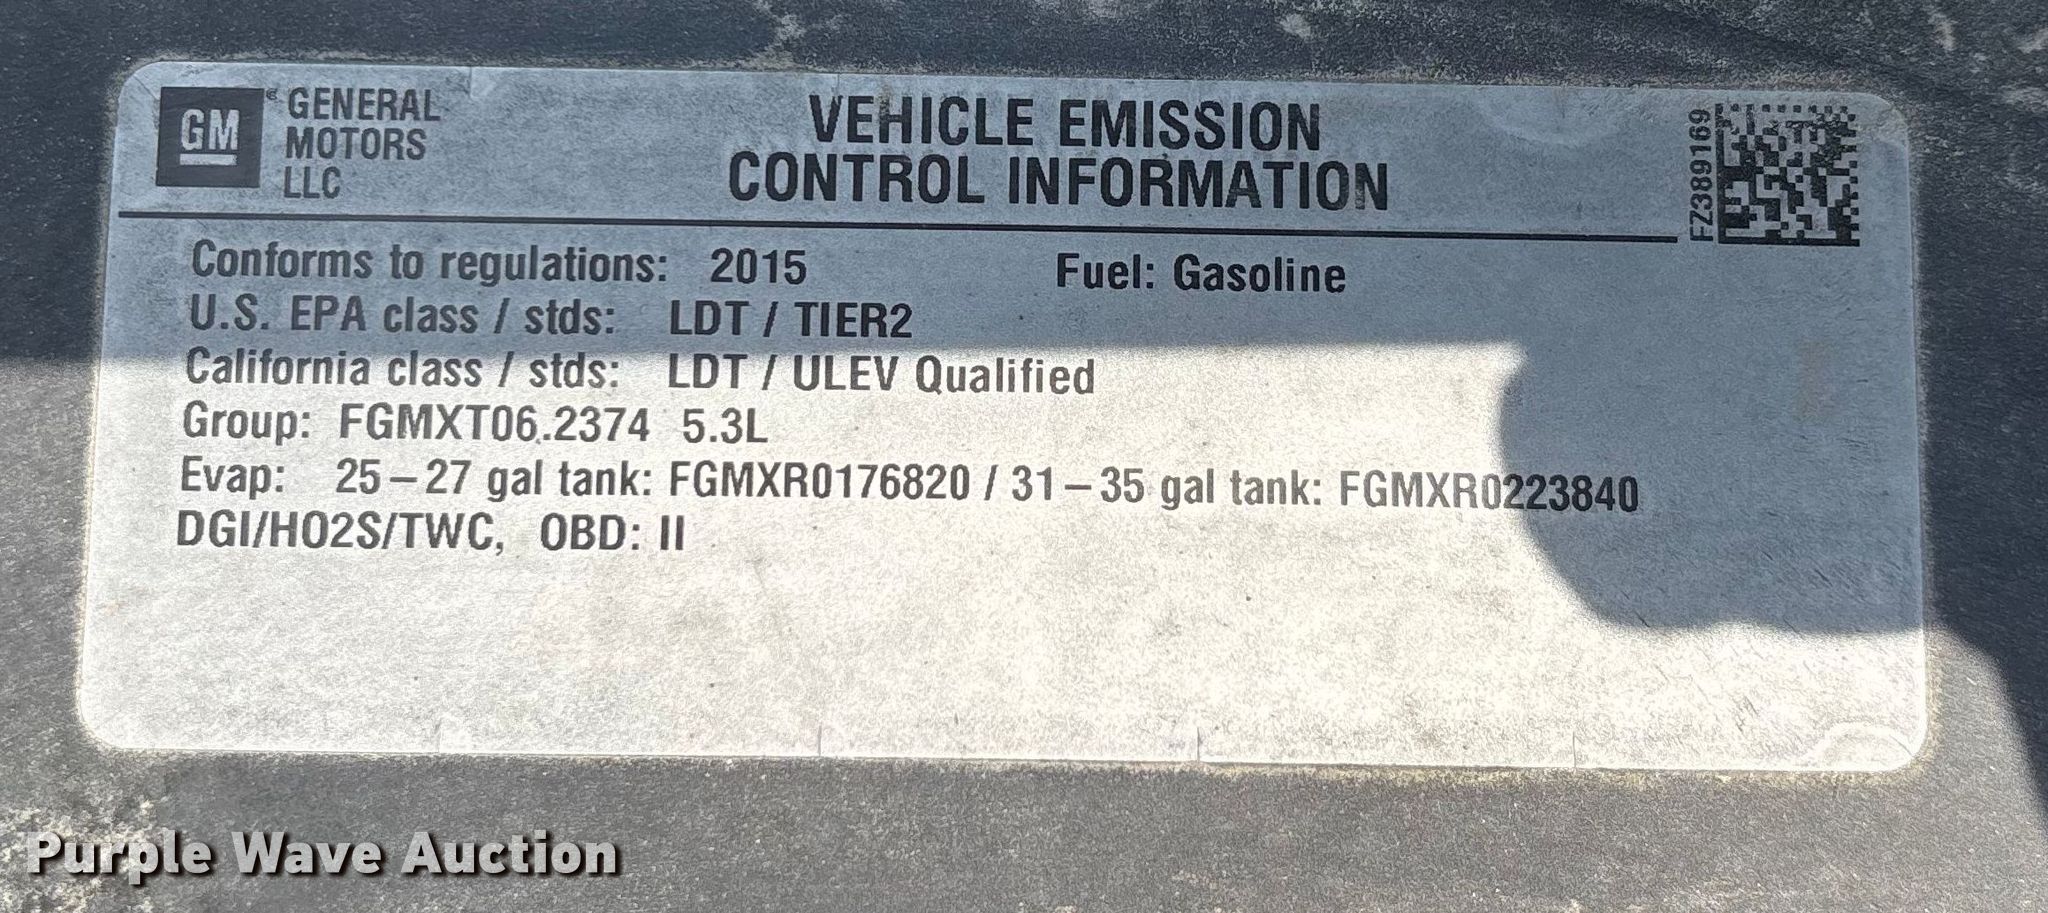 GM
GENERAL
MOTORS
LLC
VEHICLE EMISSION
CONTROL INFORMATION
FZ389169
Conforms to regulations: 2015 Fuel: Gasoline
U.S. EPA class / stds: LDT / TIER2
California class / stds: LDT / ULEV Qualified
Group: FGMXT06.2374 5.3L
Evap: 25–27 gal tank: FGMXR0176820 / 31–35 gal tank: FGMXR0223840
DGI/HO2S/TWC, OBD: II
Purple Wave Auction